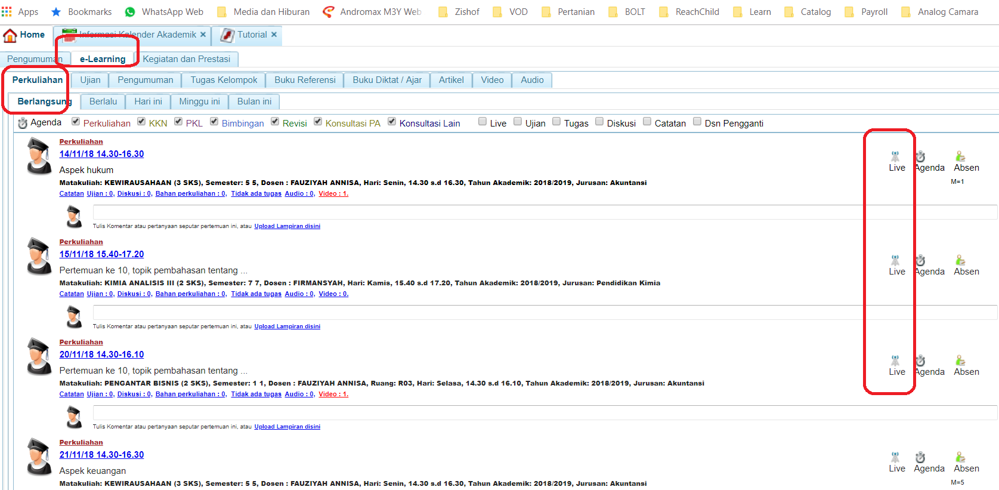 Apps Bookmarks WhatsApp Web Media dan Hiburan Andromax M3Y Web Zishof VOD Pertanian BOLT ReachChild Learn Catalog Payroll Analog Camara
Home Informasi Kalender Akademik × Tutorial ×
Pengumuman e-Learning Kegiatan dan Prestasi
Perkuliahan Ujian Pengumuman Tugas Kelompok Buku Referensi Buku Diktat / Ajar Artikel Video Audio
Berlangsung Berlalu Hari ini Minggu ini Bulan ini
Agenda Perkuliahan KKN PKL Bimbingan Revisi Konsultasi PA Konsultasi Lain Live Ujian Tugas Diskusi Catatan Dsn Pengganti
Perkuliahan
14/11/18 14.30-16.30
Aspek hukum
Live Agenda Absen
Matakuliah: KEWIRAUSAHAAN (3 SKS), Semester: 5 5, Dosen : FAUZIYAH ANNISA, Hari: Senin, 14.30 s.d 16.30, Tahun Akademik: 2018/2019, Jurusan: Akuntansi
M=1
Catatan Ujian : 0, Diskusi : 0, Bahan perkuliahan : 0, Tidak ada tugas Audio : 0, Video : 1.
Tulis Komentar atau pertanyaan seputar pertemuan ini, atau Upload Lampiran disini
Perkuliahan
15/11/18 15.40-17.20
Pertemuan ke 10, topik pembahasan tentang ...
Live Agenda Absen
Matakuliah: KIMIA ANALISIS III (2 SKS), Semester: 7 7, Dosen : FIRMANSYAH, Hari: Kamis, 15.40 s.d 17.20, Tahun Akademik: 2018/2019, Jurusan: Pendidikan Kimia
Catatan Ujian : 0, Diskusi : 0, Bahan perkuliahan : 0, Tidak ada tugas Audio : 0, Video : 0.
Tulis Komentar atau pertanyaan seputar pertemuan ini, atau Upload Lampiran disini
Perkuliahan
20/11/18 14.30-16.10
Pertemuan ke 10, topik pembahasan tentang ...
Live Agenda Absen
Matakuliah: PENGANTAR BISNIS (2 SKS), Semester: 1 1, Dosen : FAUZIYAH ANNISA, Ruang: R03, Hari: Selasa, 14.30 s.d 16.10, Tahun Akademik: 2018/2019, Jurusan: Akuntansi
Catatan Ujian : 0, Diskusi : 0, Bahan perkuliahan : 0, Tidak ada tugas Audio : 0, Video : 1.
Tulis Komentar atau pertanyaan seputar pertemuan ini, atau Upload Lampiran disini
Perkuliahan
21/11/18 14.30-16.30
Aspek keuangan
Live Agenda Absen
Matakuliah: KEWIRAUSAHAAN (3 SKS), Semester: 5 5, Dosen : FAUZIYAH ANNISA, Hari: Senin, 14.30 s.d 16.30, Tahun Akademik: 2018/2019, Jurusan: Akuntansi
M=5